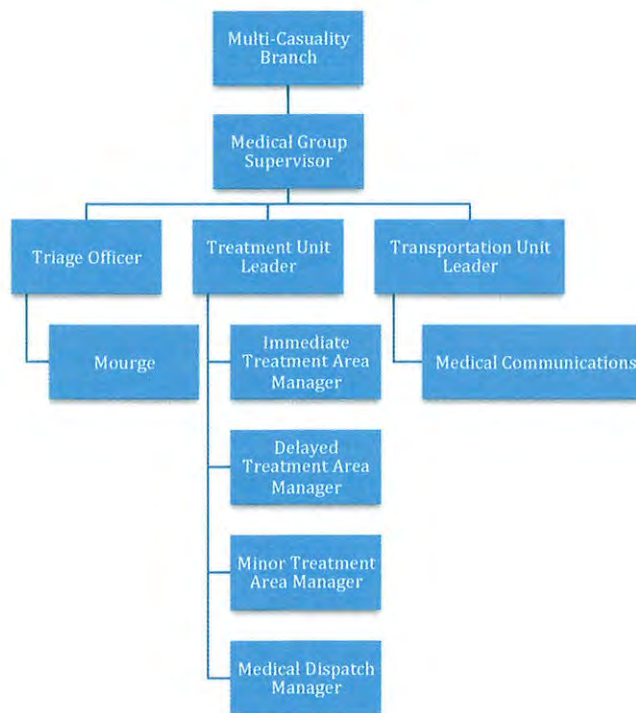 Multi-Casuality
Branch
Medical Group
Supervisor
Triage Officer
Treatment Unit
Leader
Transportation Unit
Leader
Mourge
Immediate
Treatment Area
Manager
Medical Communications
Delayed
Treatment Area
Manager
Minor Treatment
Area Manager
Medical Dispatch
Manager